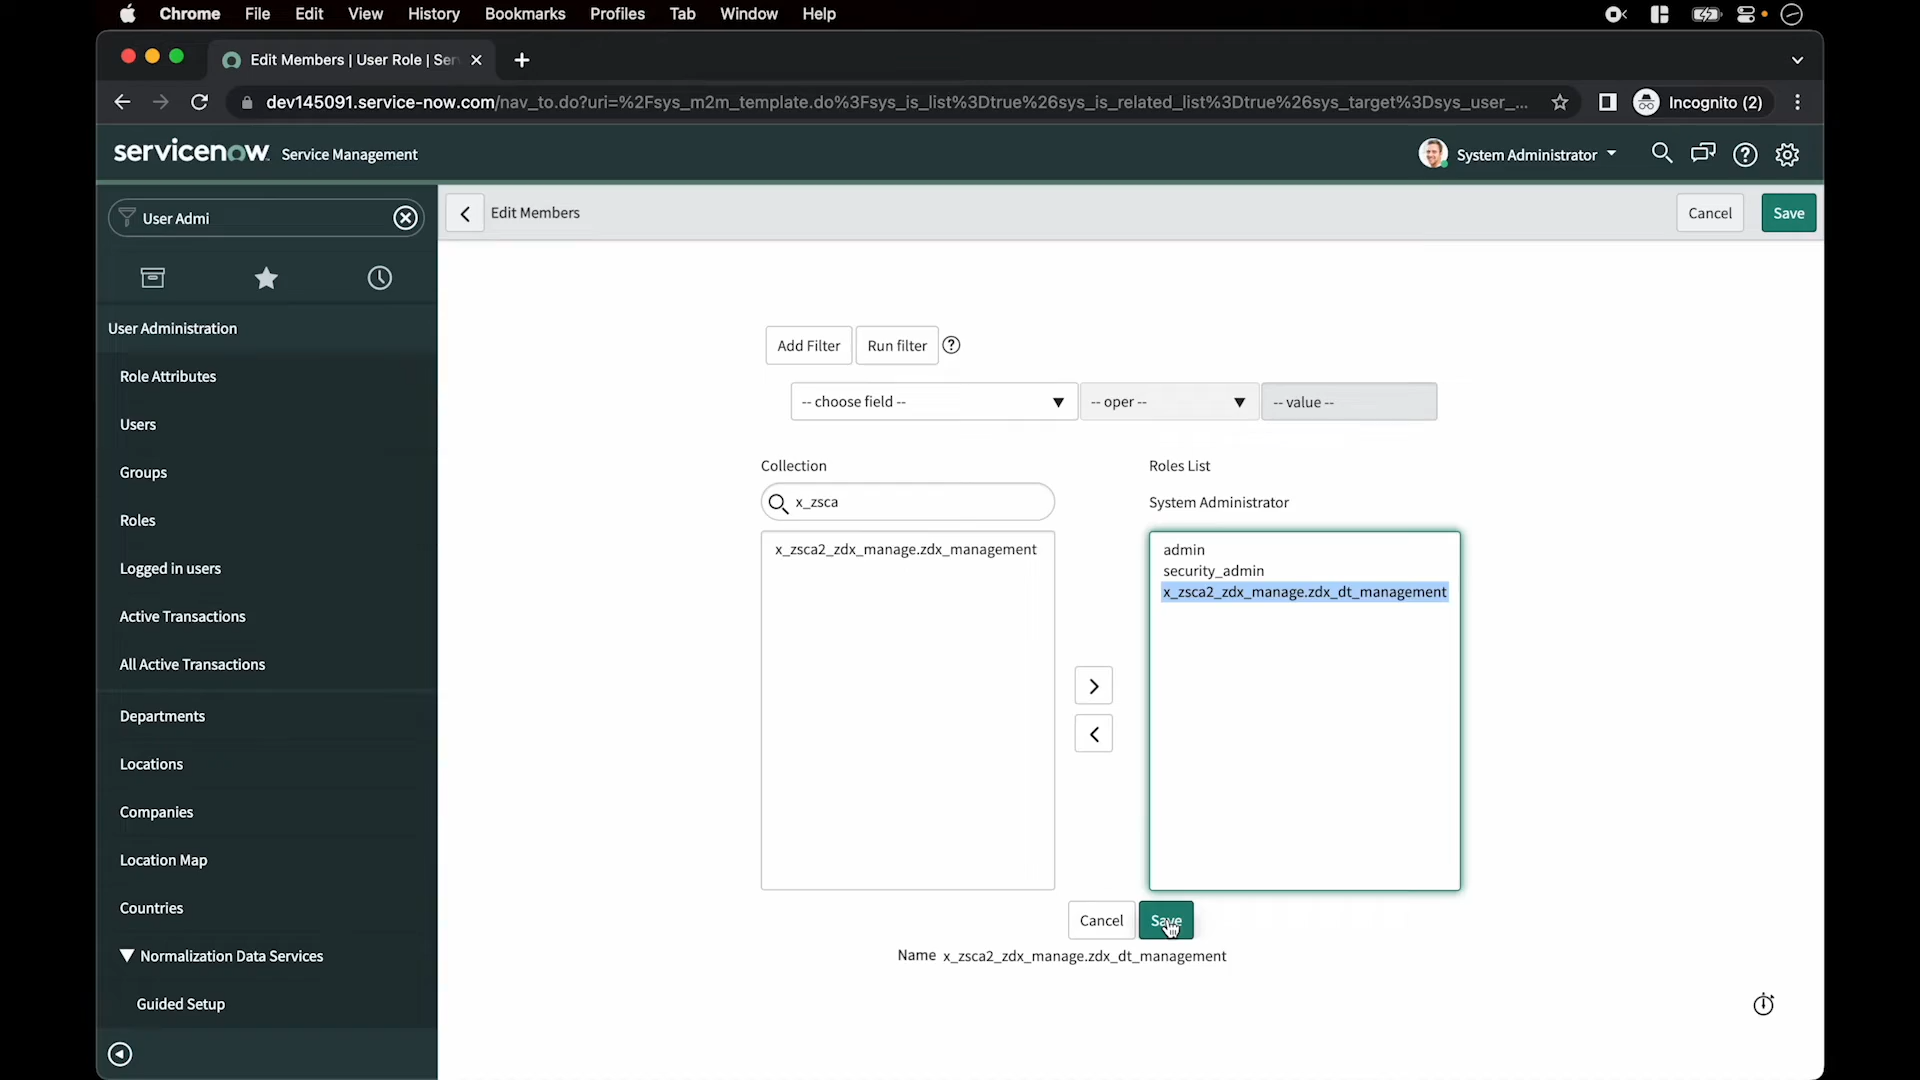 Chrome File Edit View History Bookmarks Profiles Tab Window Help
Edit Members | User Role | Ser
dev145091.service-now.com/nav_to.do?uri=%2Fsys_m2m_template.do%3Fsys_is_list%3Dtrue%26sys_is_related_list%3Dtrue%26sys_target%3Dsys_user_... Incognito (2)
servicenow Service Management System Administrator
User Admi
Edit Members Cancel Save
User Administration
Role Attributes
Users
Groups
Roles
Logged in users
Active Transactions
All Active Transactions
Departments
Locations
Companies
Location Map
Countries
Normalization Data Services
Guided Setup
Add Filter Run filter
-- choose field -- -- oper -- -- value --
Collection
x_zsca
x_zsca2_zdx_manage.zdx_management
Roles List
System Administrator
admin
security_admin
x_zsca2_zdx_manage.zdx_dt_management
Cancel Save
Name x_zsca2_zdx_manage.zdx_dt_management